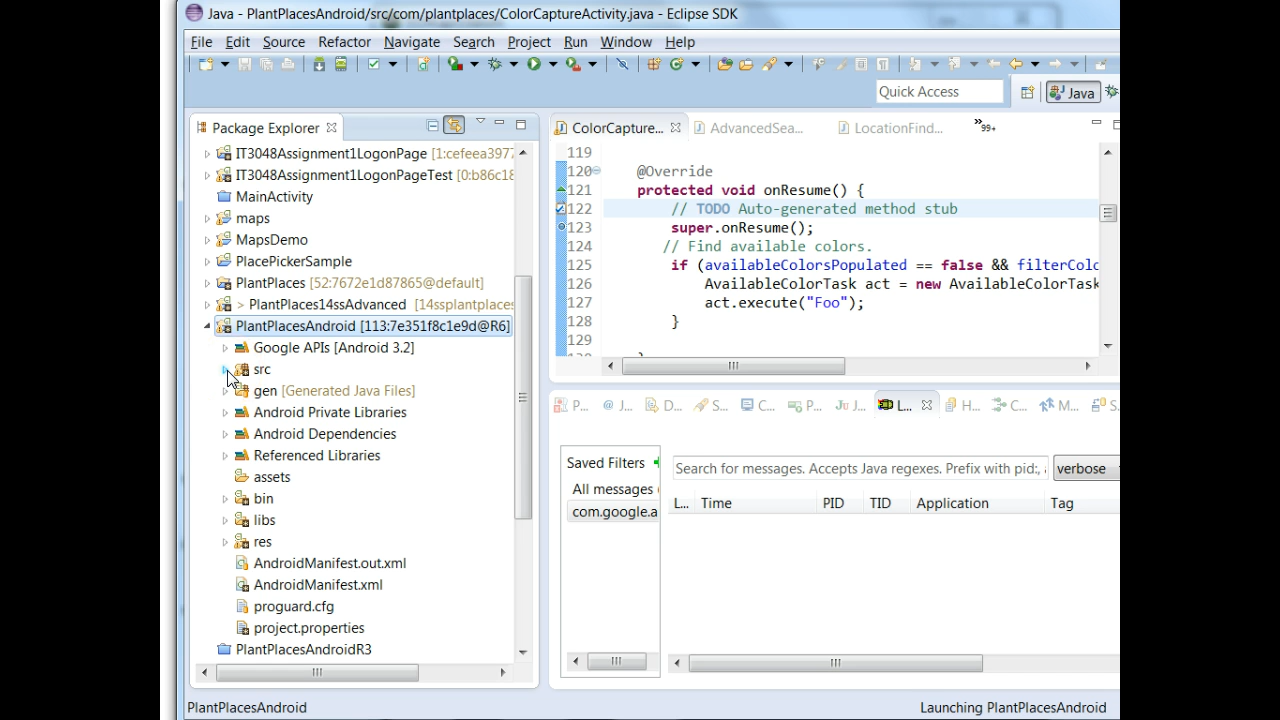 Java - PlantPlacesAndroid/src/com/plantplaces/ColorCaptureActivity.java - Eclipse SDK
File Edit Source Refactor Navigate Search Project Run Window Help
Quick Access
Java
Package Explorer
IT3048Assignment1LogonPage [1:cefeea3977
IT3048Assignment1LogonPageTest [0:b86c18
MainActivity
maps
MapsDemo
PlacePickerSample
PlantPlaces [52:7672e1d87865@default]
> PlantPlaces14ssAdvanced [14ssplantplaces
PlantPlacesAndroid [113:7e351f8c1e9d@R6]
Google APIs [Android 3.2]
src
gen [Generated Java Files]
Android Private Libraries
Android Dependencies
Referenced Libraries
assets
bin
libs
res
AndroidManifest.out.xml
AndroidManifest.xml
proguard.cfg
project.properties
PlantPlacesAndroidR3
ColorCapture... AdvancedSea... LocationFind... »99+
119
120 @Override
121 protected void onResume() {
122 // TODO Auto-generated method stub
123 super.onResume();
124 // Find available colors.
125 if (availableColorsPopulated == false && filterColo
126 AvailableColorTask act = new AvailableColorTask
127 act.execute("Foo");
128 }
129
P... @ J... D... S... C... P... Ju J... L... H... C... M... S.
Saved Filters
All messages (
com.google.a
Search for messages. Accepts Java regexes. Prefix with pid:, a
verbose
L... Time PID TID Application Tag
PlantPlacesAndroid
Launching PlantPlacesAndroid